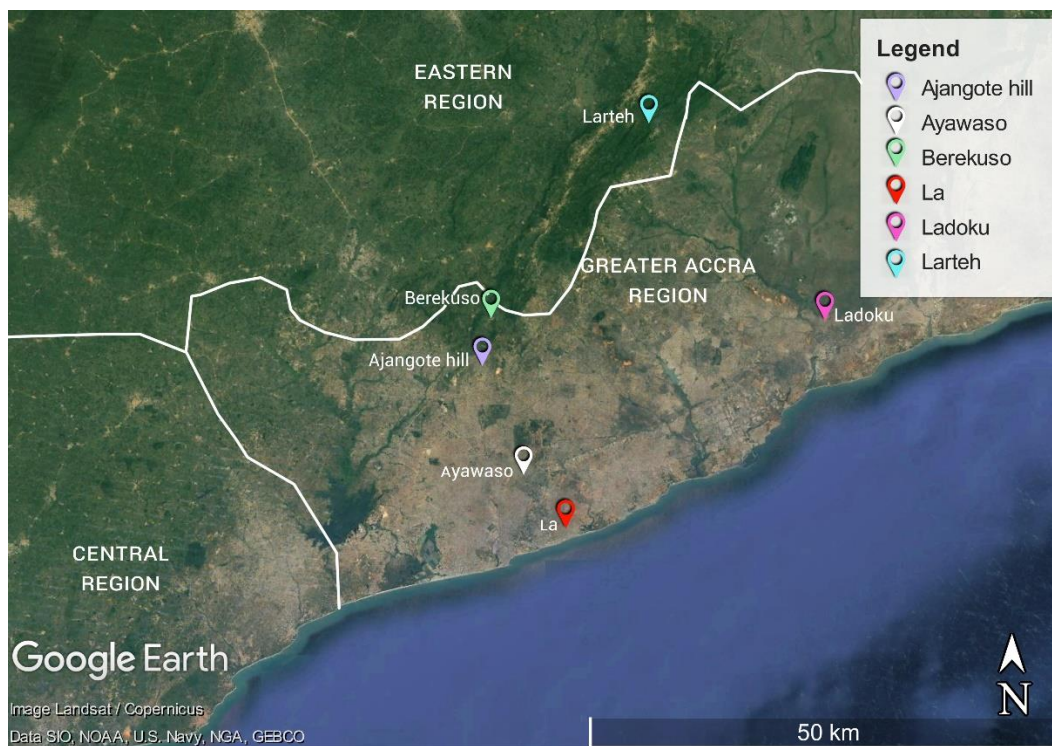 EASTERN
REGION
Larteh
Legend
Ajangote hill
Ayawaso
Berekuso
La
Ladoku
Larteh
GREATER ACCRA
REGION
Berekuso
Ladoku
Ajangote hill
Ayawaso
La
CENTRAL
REGION
Google Earth
Image Landsat / Copernicus
Data SIO, NOAA, U.S. Navy, NGA, GEBCO
N
50 km